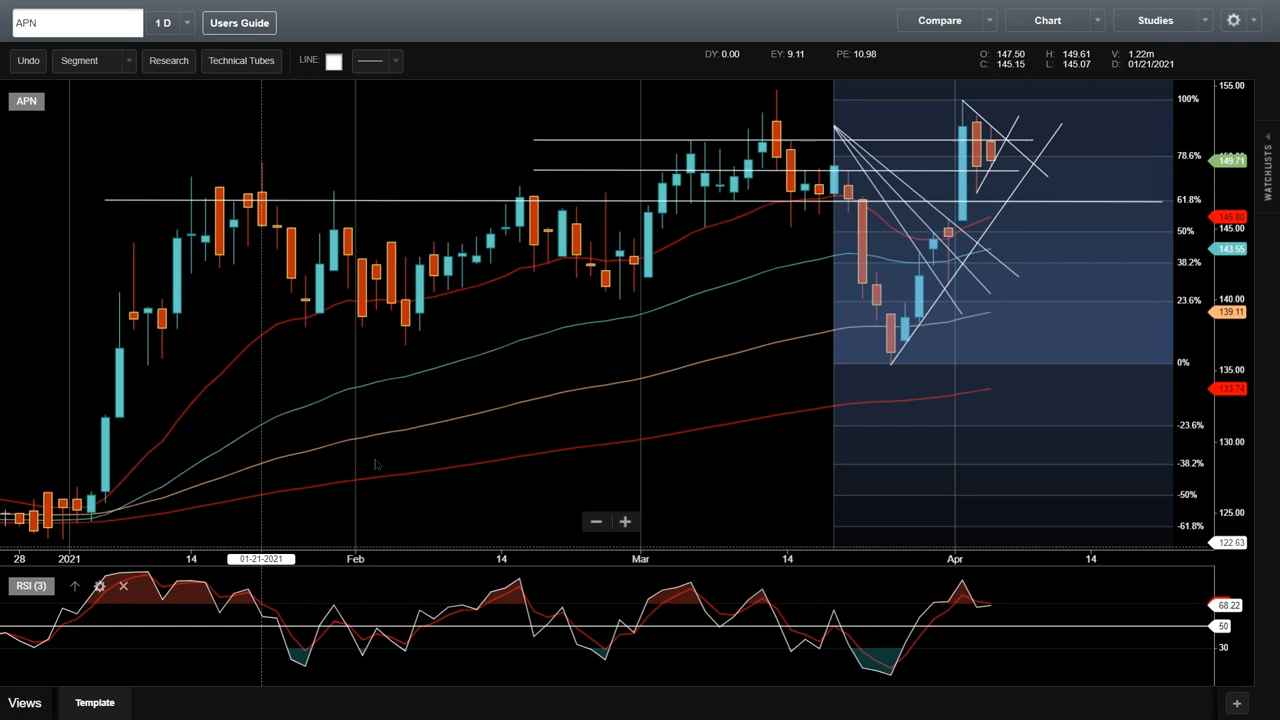 APN
1 D
Users Guide
Compare
Chart
Studies
Undo
Segment
Research
Technical Tubes
LINE:
DY: 0.00 EY: 9.11 PE: 10.98
O: 147.50 H: 149.61 V: 1.22m
C: 145.15 L: 145.07 D: 01/21/2021
APN
155.00
100%
78.6%
149.71
61.8%
145.80
50%
145.00
143.55
38.2%
140.00
23.6%
139.11
0%
135.00
133.74
-23.6%
130.00
-38.2%
-50%
125.00
-61.8%
122.63
28 2021 14 01-21-2021 Feb 14 Mar 14 Apr 14
RSI (3)
68.22
50
30
WATCHLISTS
Views
Template